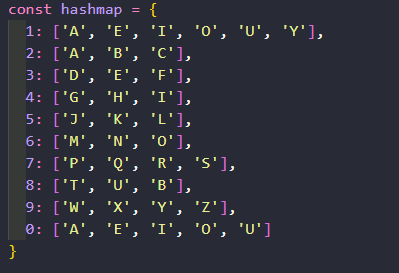 const hashmap = {
1: ['A', 'E', 'I', 'O', 'U', 'Y'],
2: ['A', 'B', 'C'],
3: ['D', 'E', 'F'],
4: ['G', 'H', 'I'],
5: ['J', 'K', 'L'],
6: ['M', 'N', 'O'],
7: ['P', 'Q', 'R', 'S'],
8: ['T', 'U', 'B'],
9: ['W', 'X', 'Y', 'Z'],
0: ['A', 'E', 'I', 'O', 'U']
}